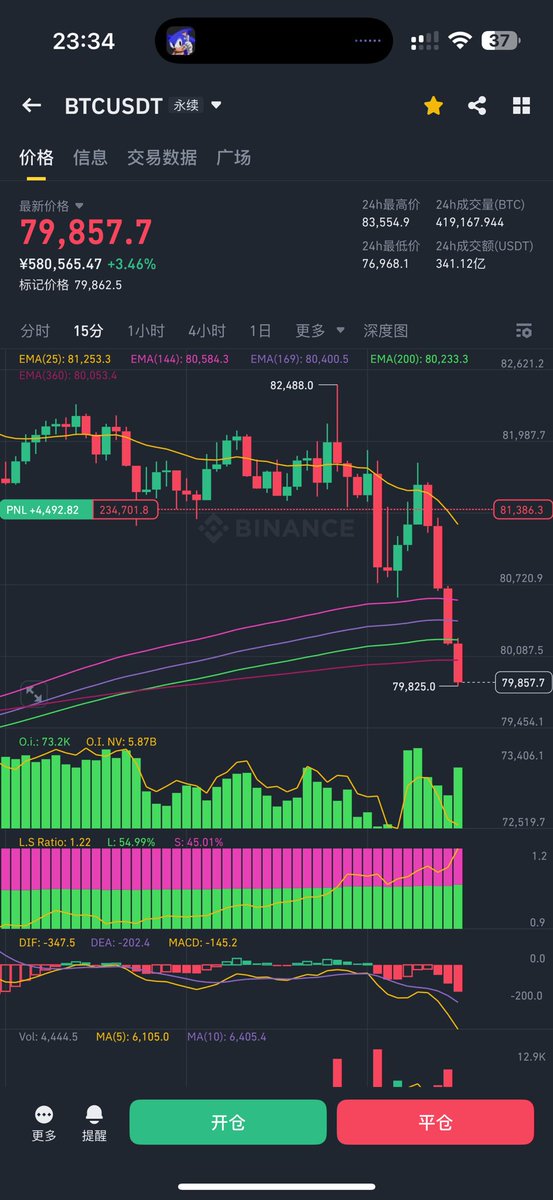 23:34
37
BTCUSDT 永续
价格 信息 交易数据 广场
最新价格
79,857.7
¥580,565.47 +3.46%
标记价格 79,862.5
24h最高价 24h成交量(BTC)
83,554.9 419,167.944
24h最低价 24h成交额(USDT)
76,968.1 341.12亿
分时 15分 1小时 4小时 1日 更多 深度图
EMA(25): 81,253.3 EMA(144): 80,584.3 EMA(169): 80,400.5 EMA(200): 80,233.3
EMA(360): 80,053.4
82,621.2
82,488.0
81,987.7
PNL +4,492.82 234,701.8 81,386.3
BINANCE
80,720.9
80,087.5
79,825.0 79,857.7
79,454.1
O.i.: 73.2K O.I. NV: 5.87B
73,406.1
72,519.7
L.S Ratio: 1.22 L: 54.99% S: 45.01%
1.2
0.9
DIF: -347.5 DEA: -202.4 MACD: -145.2
0.0
-200.0
Vol: 4,444.5 MA(5): 6,105.0 MA(10): 6,405.4
12.9K
更多 提醒 开仓 平仓